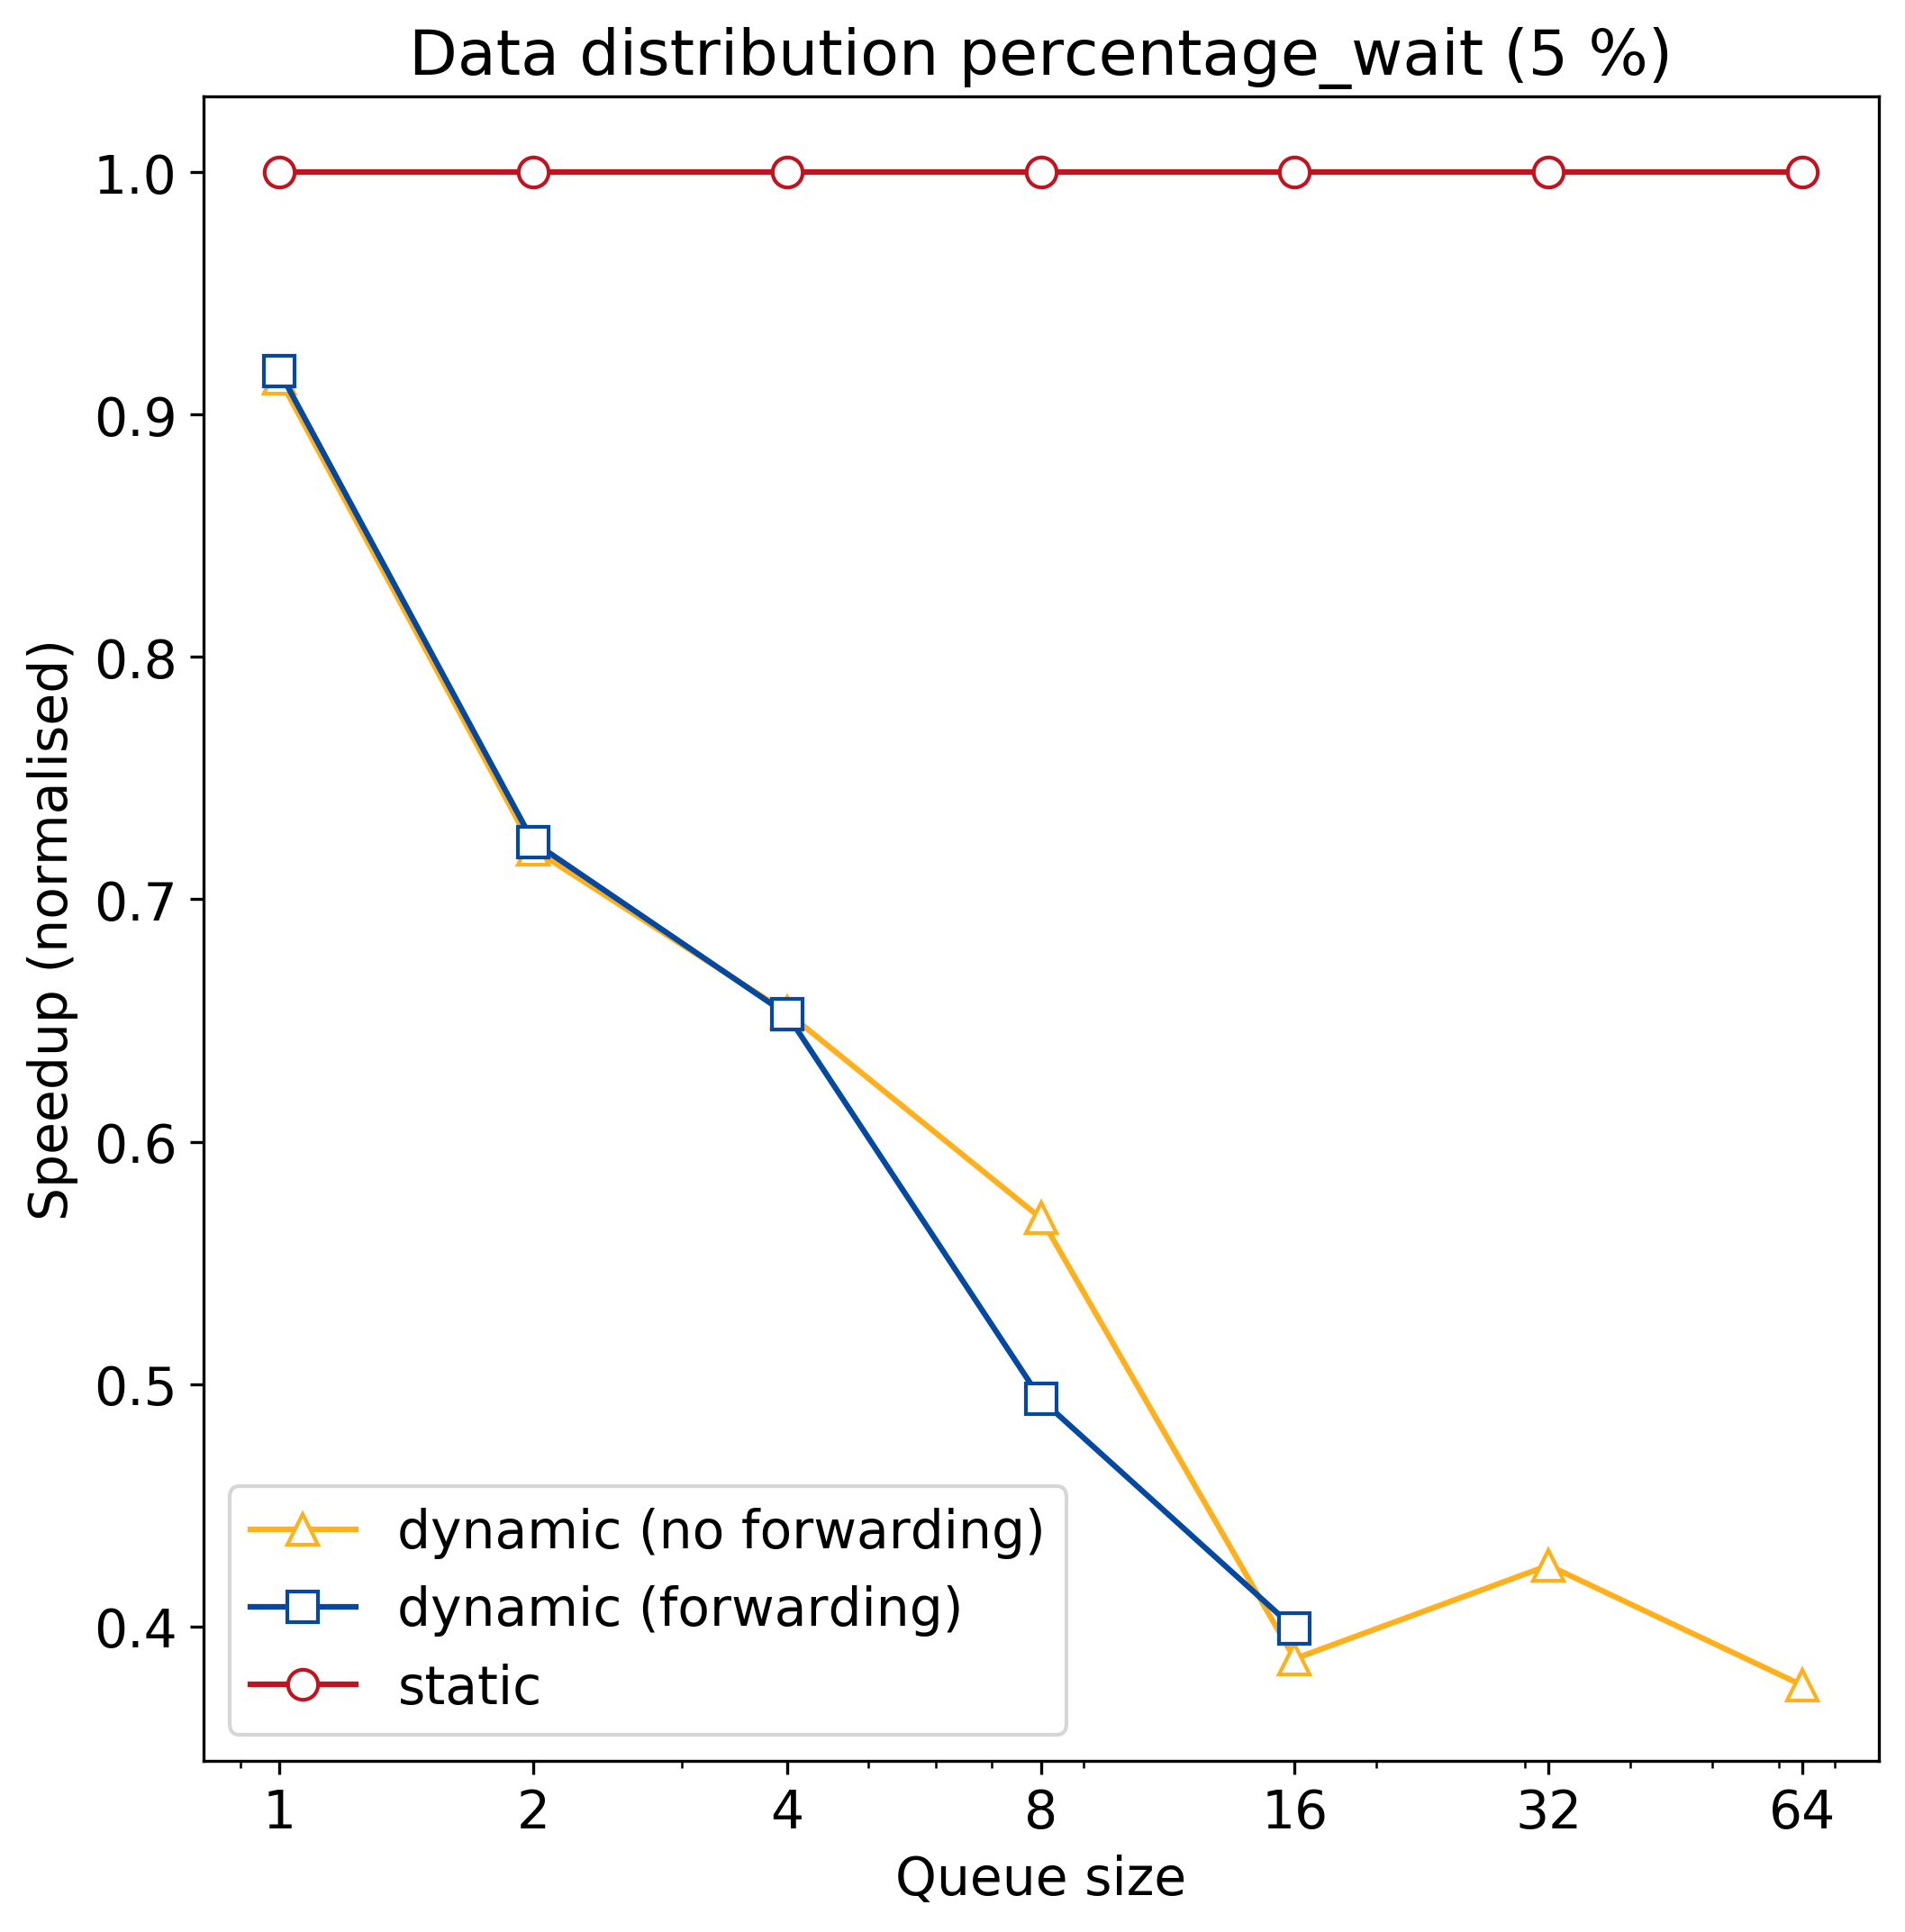 Data distribution percentage_wait (5 %)
1.0
0.9
0.8
0.7
0.6
0.5
0.4
Speedup (normalised)
dynamic (no forwarding)
dynamic (forwarding)
static
1 2 4 8 16 32 64
Queue size